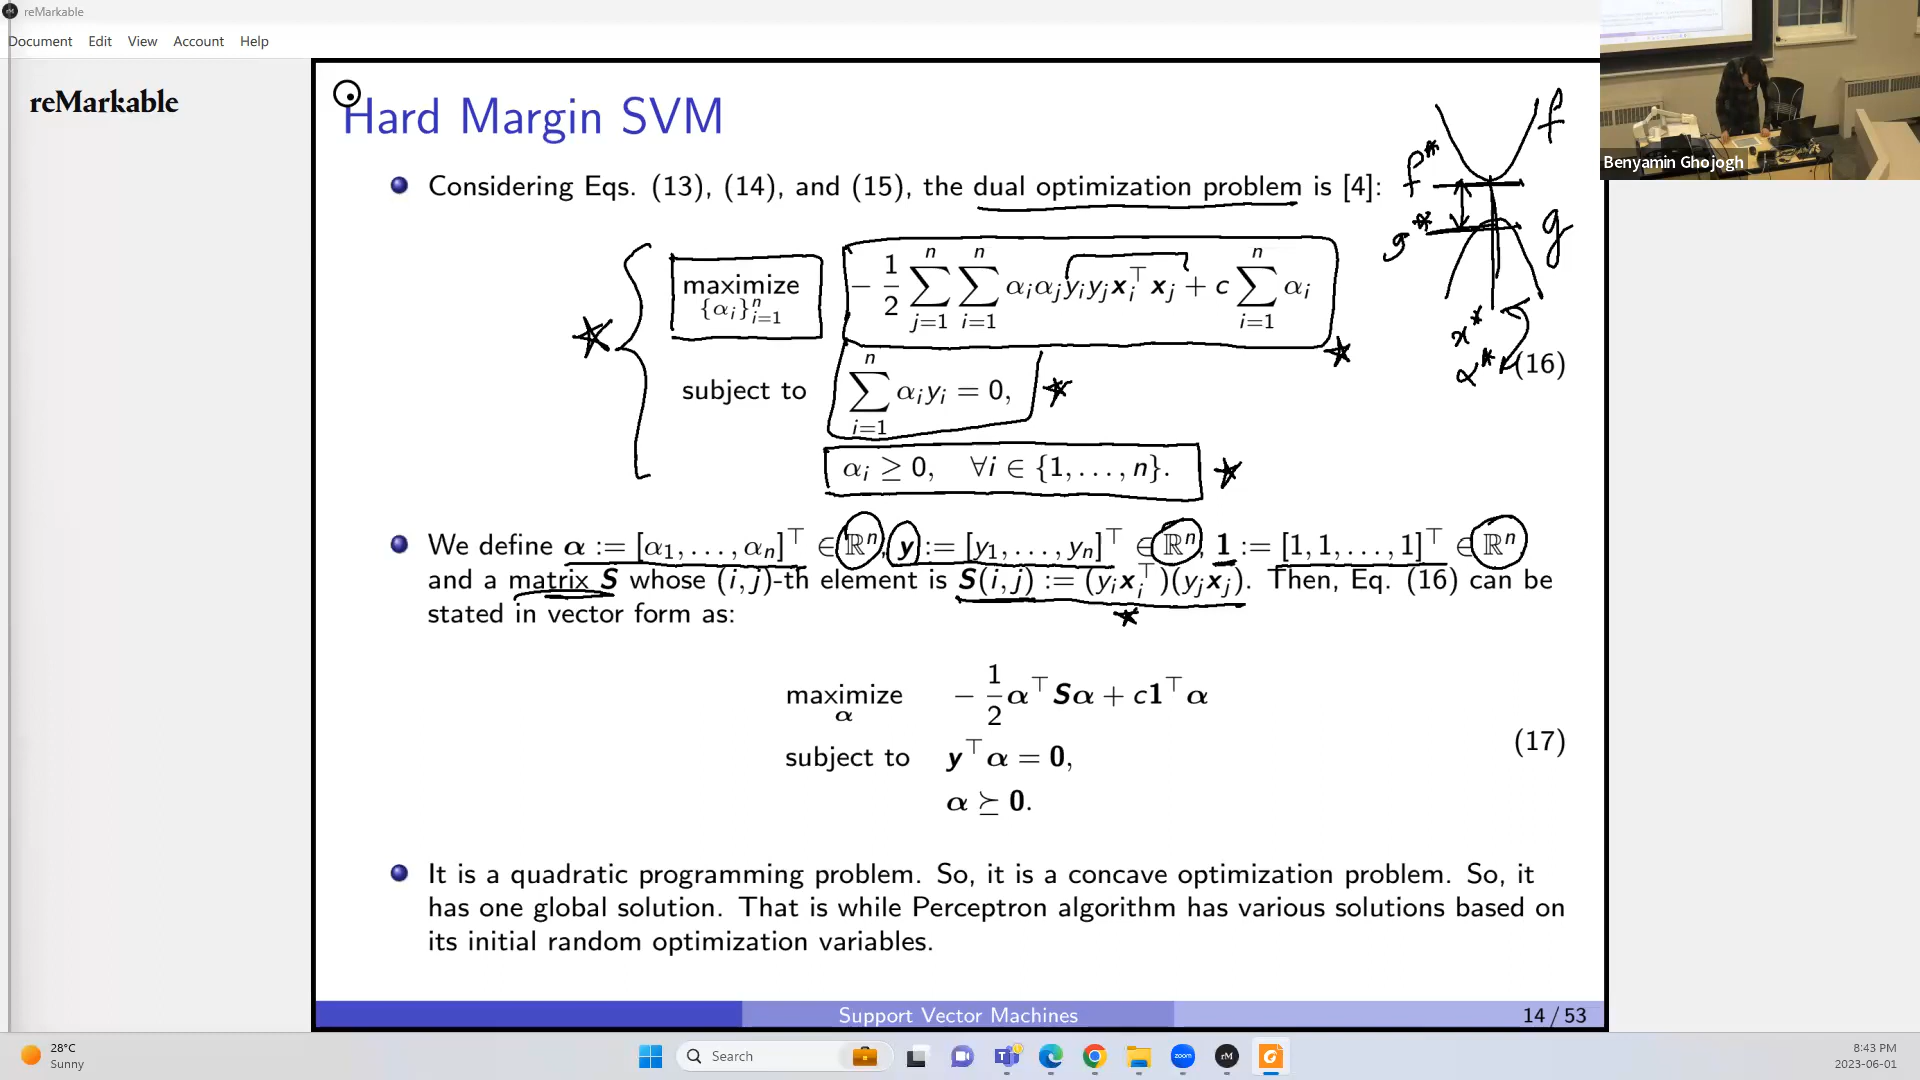 reMarkable
Document Edit View Account Help
reMarkable
Hard Margin SVM
Considering Eqs. (13), (14), and (15), the dual optimization problem is [4]:
maximize −1/2 ∑_{j=1}^{n} ∑_{i=1}^{n} αᵢαⱼyᵢyⱼxᵢ^⊤xⱼ + c ∑_{i=1}^{n} αᵢ
{αᵢ}ⁿᵢ₌₁
(16)
subject to ∑_{i=1}^{n} αᵢyᵢ = 0,
αᵢ ≥ 0, ∀i ∈ {1, . . . , n}.
f
f*
g*
g
x*
α*
We define α := [α₁, . . . , αₙ]^⊤ ∈ ℝⁿ, y := [y₁, . . . , yₙ]^⊤ ∈ ℝⁿ, 1 := [1, 1, . . . , 1]^⊤ ∈ ℝⁿ
and a matrix S whose (i, j)-th element is S(i, j) := (yᵢxᵢ^⊤)(yⱼxⱼ). Then, Eq. (16) can be
stated in vector form as:
maximize −1/2 α^⊤Sα + c1^⊤α
α
subject to y^⊤α = 0,
(17)
α ⪰ 0.
It is a quadratic programming problem. So, it is a concave optimization problem. So, it
has one global solution. That is while Perceptron algorithm has various solutions based on
its initial random optimization variables.
Support Vector Machines 14 / 53
Benyamin Ghojogh
28°C
Sunny
Search
zoom
rM
8:43 PM
2023-06-01